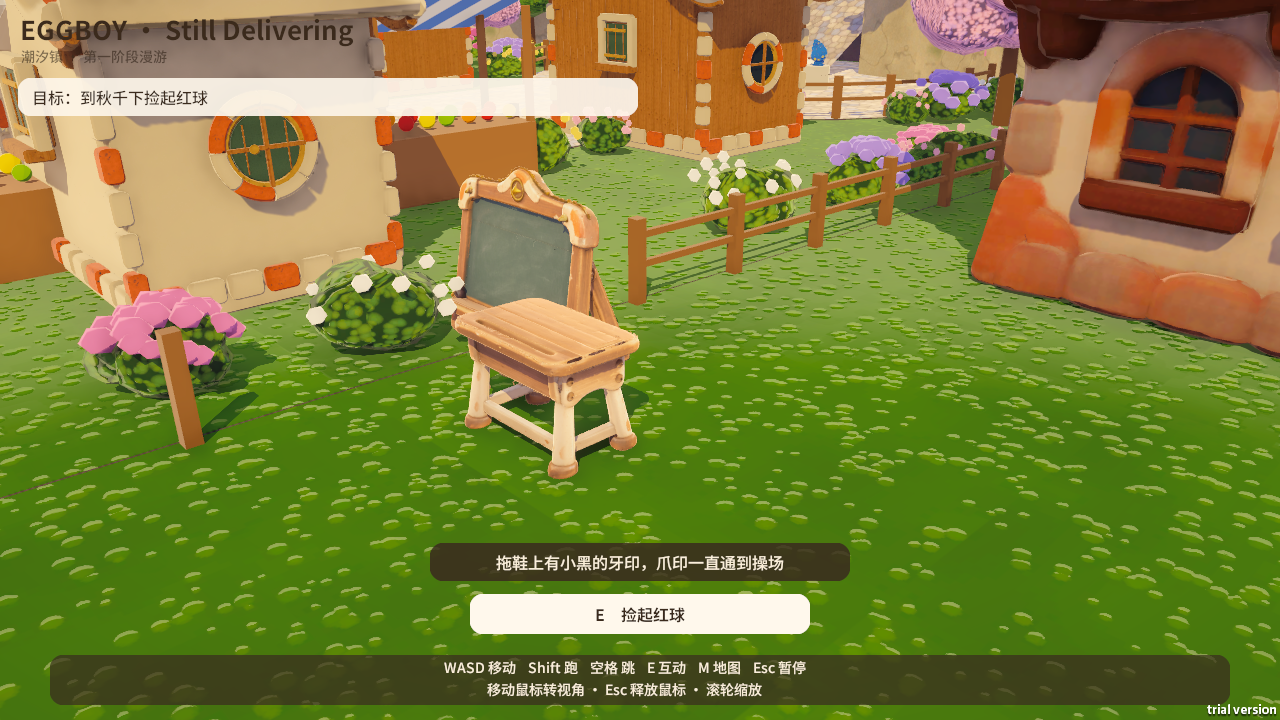 EGGBOY • Still Delivering
潮汐镇 第一阶段漫游
目标：到秋千下捡起红球
拖鞋上有小黑的牙印，爪印一直通到操场
E 捡起红球
WASD 移动 Shift 跑 空格 跳 E 互动 M 地图 Esc 暂停
移动鼠标转视角 • Esc 释放鼠标 • 滚轮缩放
trial version